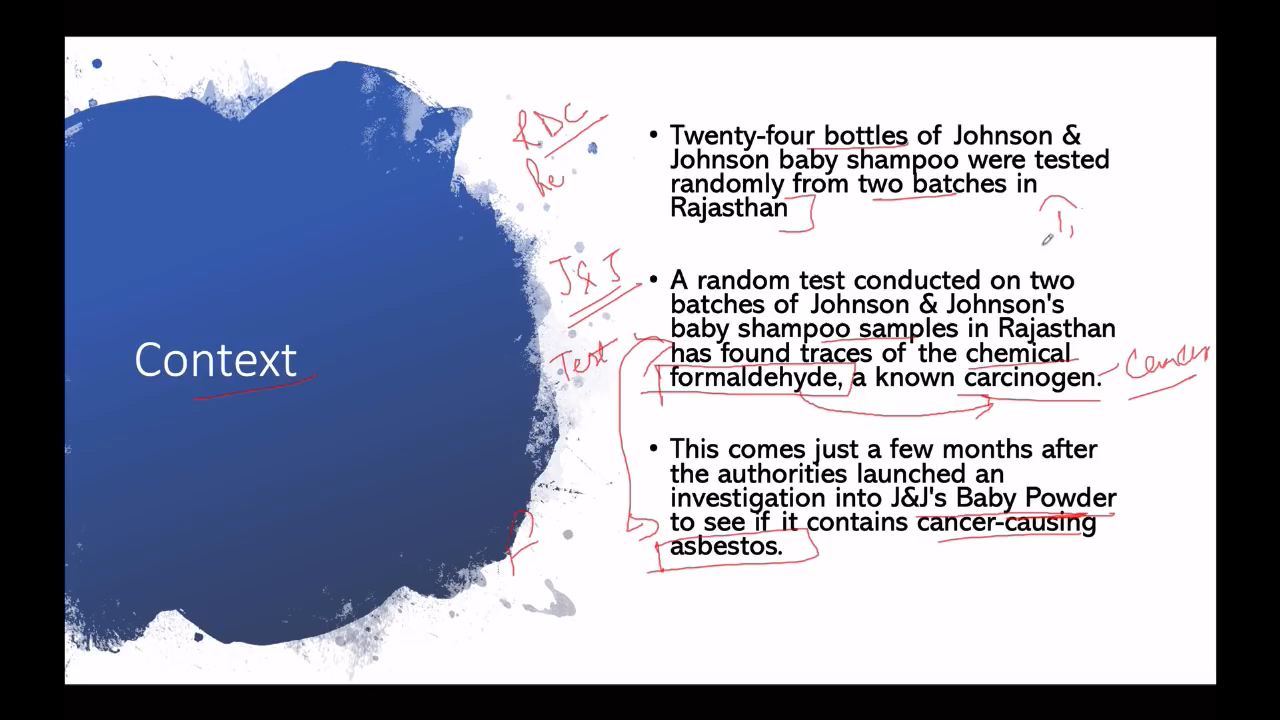 Context
RDC
Re
J&J
Test
• Twenty-four bottles of Johnson &
Johnson baby shampoo were tested
randomly from two batches in
Rajasthan
• A random test conducted on two
batches of Johnson & Johnson's
baby shampoo samples in Rajasthan
has found traces of the chemical
formaldehyde, a known carcinogen.
Cancer
• This comes just a few months after
the authorities launched an
investigation into J&J's Baby Powder
to see if it contains cancer-causing
asbestos.